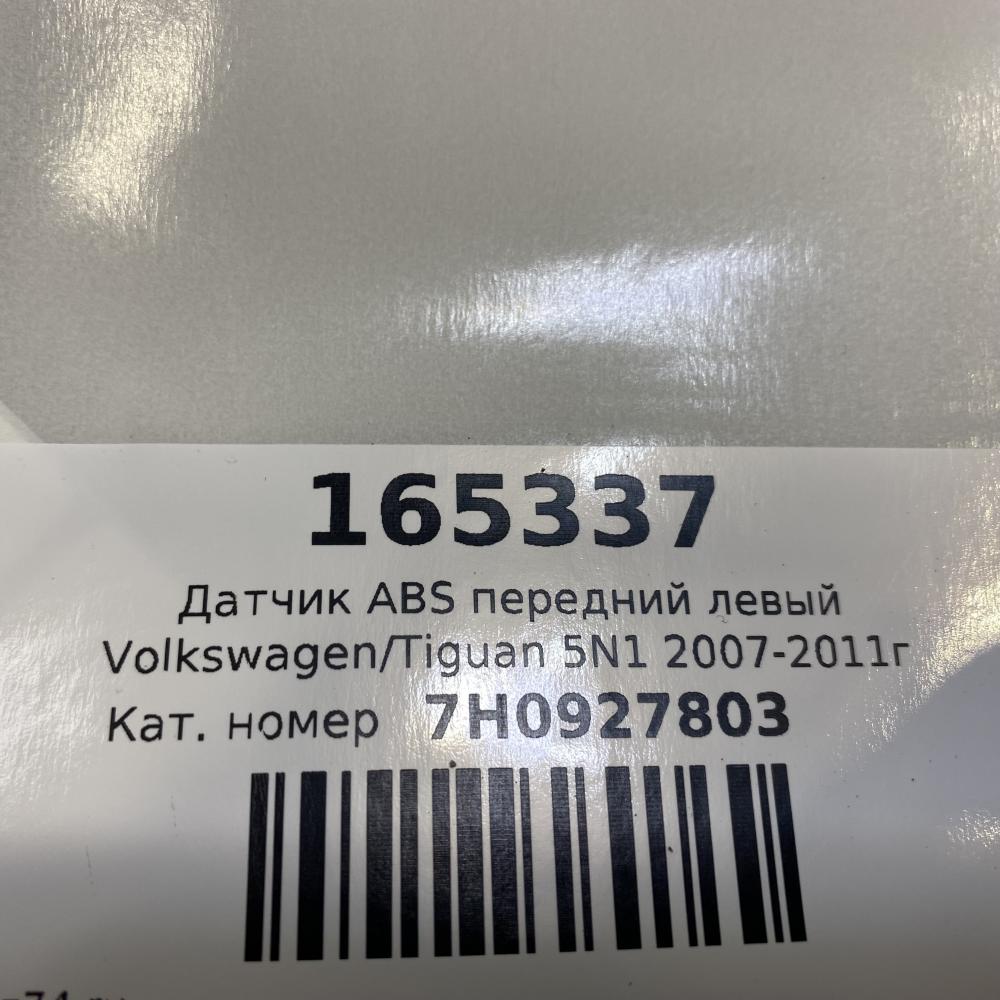 165337
Датчик ABS передний левый
Volkswagen/Tiguan 5N1 2007-2011г
Кат. номер 7H0927803